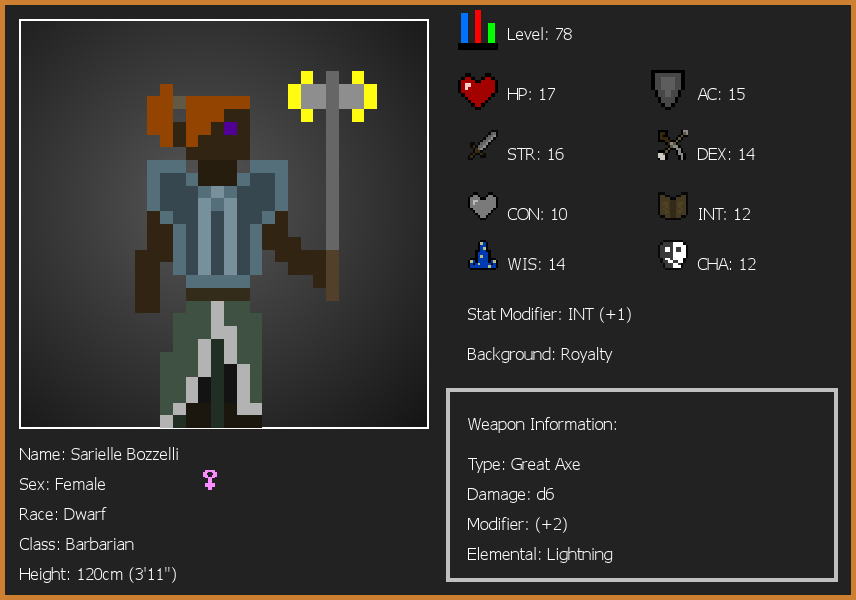 Level: 78
HP: 17
AC: 15
STR: 16
DEX: 14
CON: 10
INT: 12
WIS: 14
CHA: 12
Stat Modifier: INT (+1)
Background: Royalty
Weapon Information:
Type: Great Axe
Damage: d6
Modifier: (+2)
Elemental: Lightning
Name: Sarielle Bozzelli
Sex: Female
Race: Dwarf
Class: Barbarian
Height: 120cm (3'11")